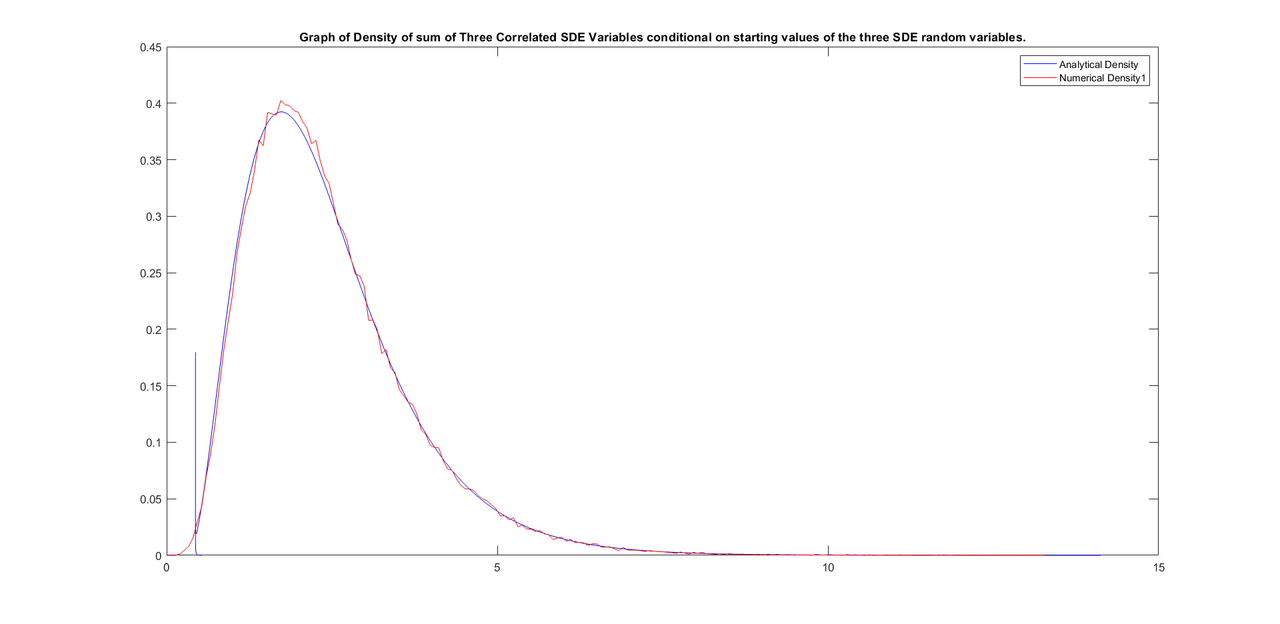 Graph of Density of sum of Three Correlated SDE Variables conditional on starting values of the three SDE random variables.
Analytical Density
Numerical Density1
0.45
0.4
0.35
0.3
0.25
0.2
0.15
0.1
0.05
0
0 5 10 15